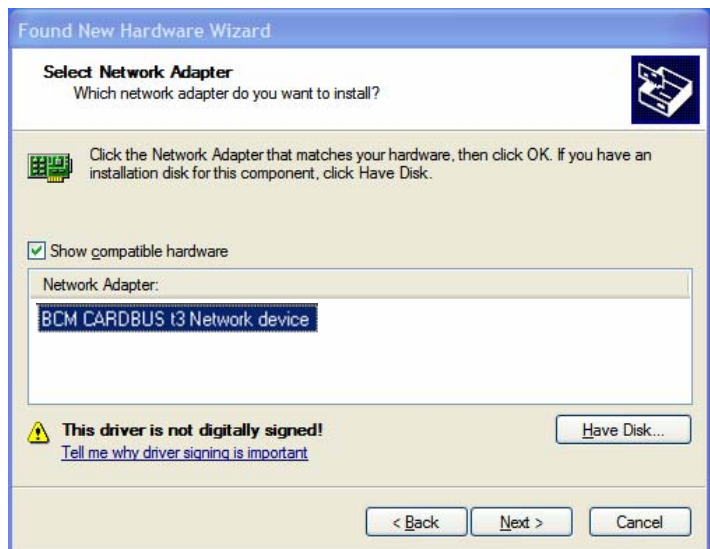 Found New Hardware Wizard
Select Network Adapter
Which network adapter do you want to install?
Click the Network Adapter that matches your hardware, then click OK. If you have an
installation disk for this component, click Have Disk.
Show compatible hardware
Network Adapter:
BCM CARDBUS t3 Network device
This driver is not digitally signed!
Have Disk...
Tell me why driver signing is important
< Back
Next >
Cancel